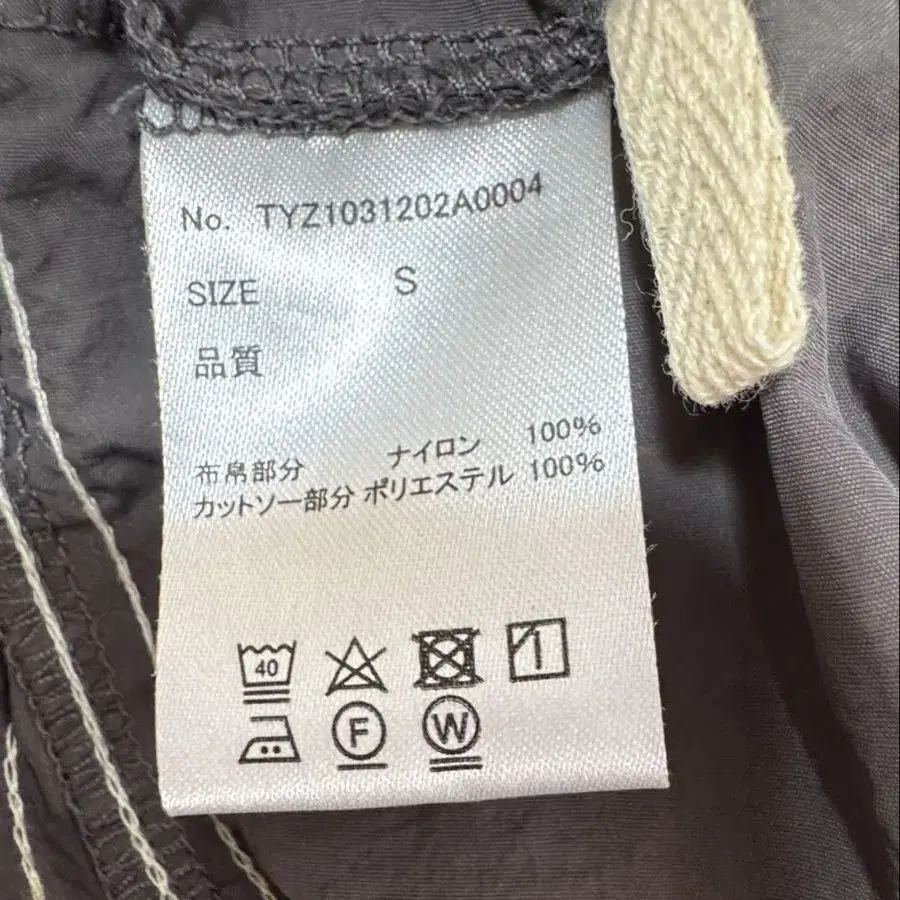 No. TYZ1031202A0004
SIZE S
品質
布帛部分 ナイロン 100%
カットソー部分 ポリエステル 100%
40
F W